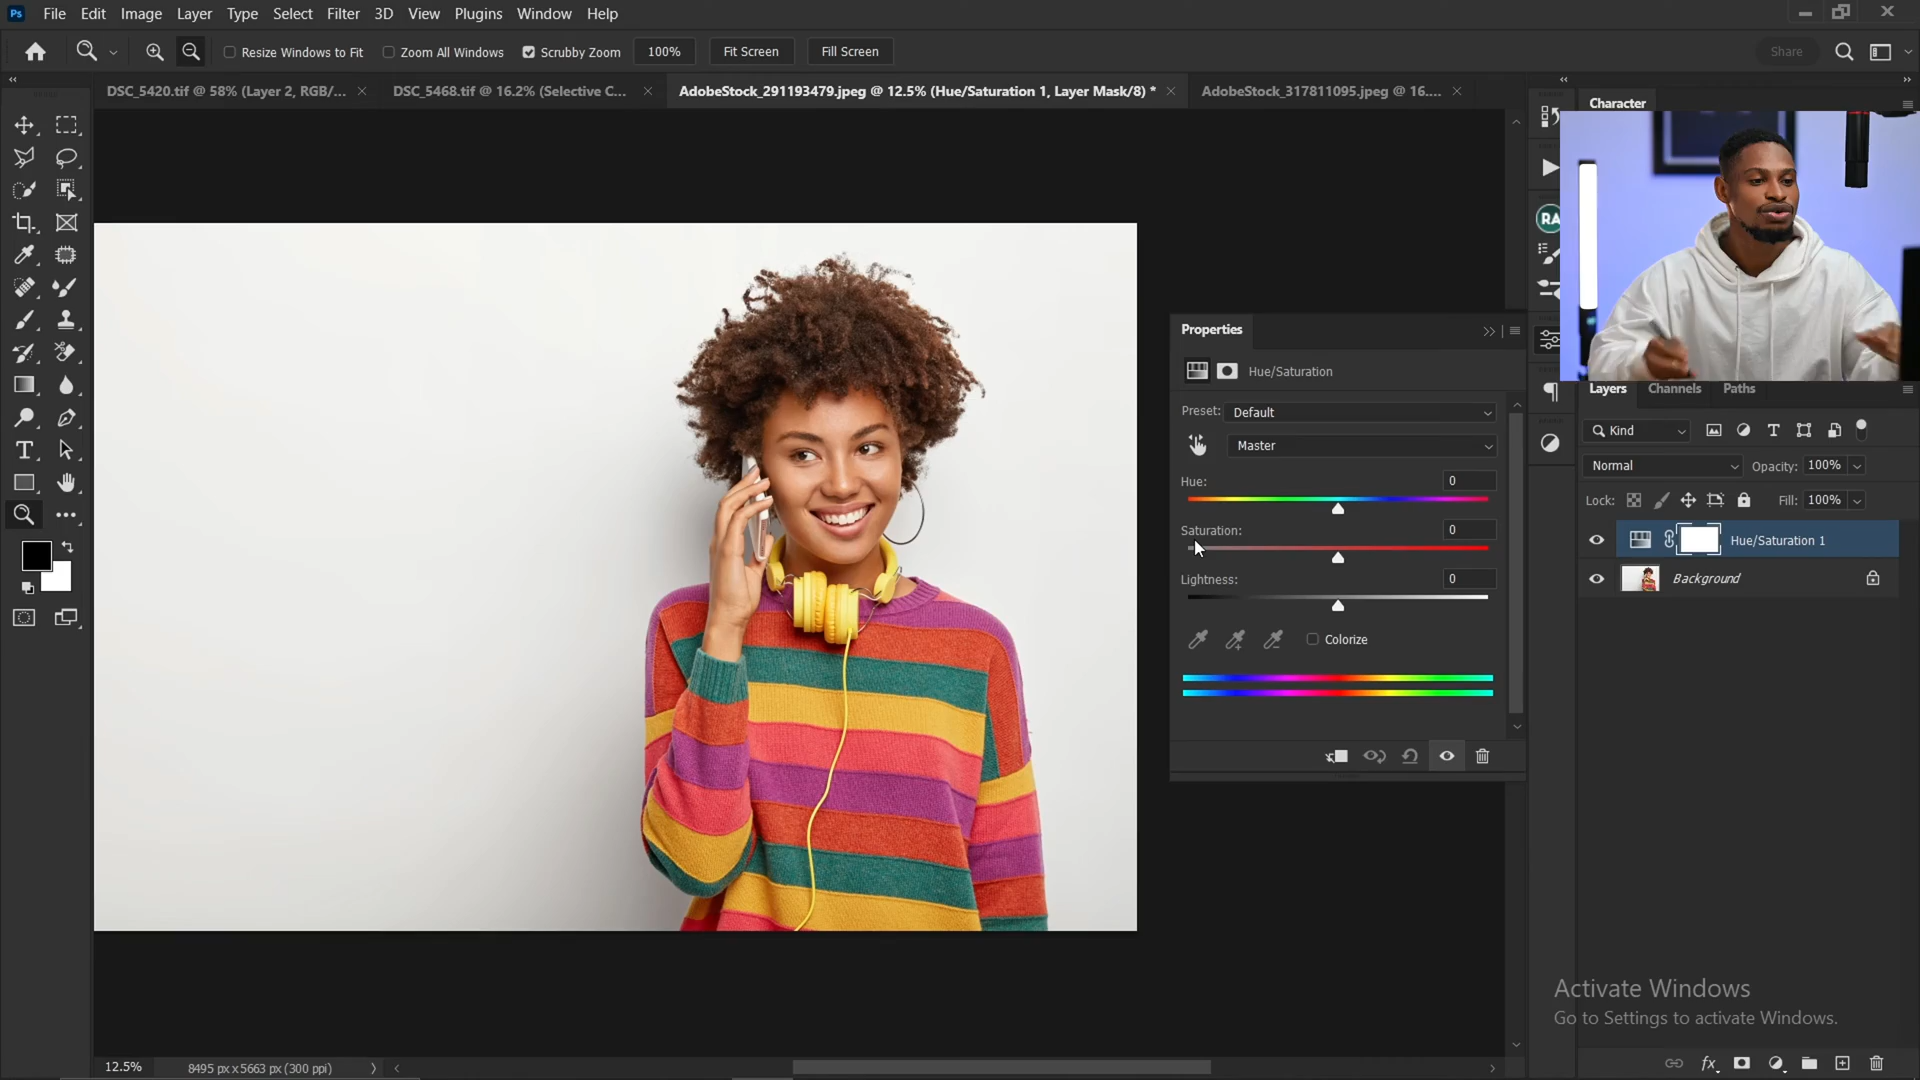 Ps File Edit Image Layer Type Select Filter 3D View Plugins Window Help
Resize Windows to Fit Zoom All Windows Scrubby Zoom 100% Fit Screen Fill Screen Share
DSC_5420.tif @ 58% (Layer 2, RGB/... DSC_5468.tif @ 16.2% (Selective C... AdobeStock_291193479.jpeg @ 12.5% (Hue/Saturation 1, Layer Mask/8) * AdobeStock_317811095.jpeg @ 16....
Character
RA
Properties
Hue/Saturation
Preset: Default
Master
Hue: 0
Saturation: 0
Lightness: 0
Colorize
Layers Channels Paths
Kind
Normal Opacity: 100%
Lock: Fill: 100%
Hue/Saturation 1
Background
Activate Windows
Go to Settings to activate Windows.
12.5% 8495 px x 5663 px (300 ppi)
fx